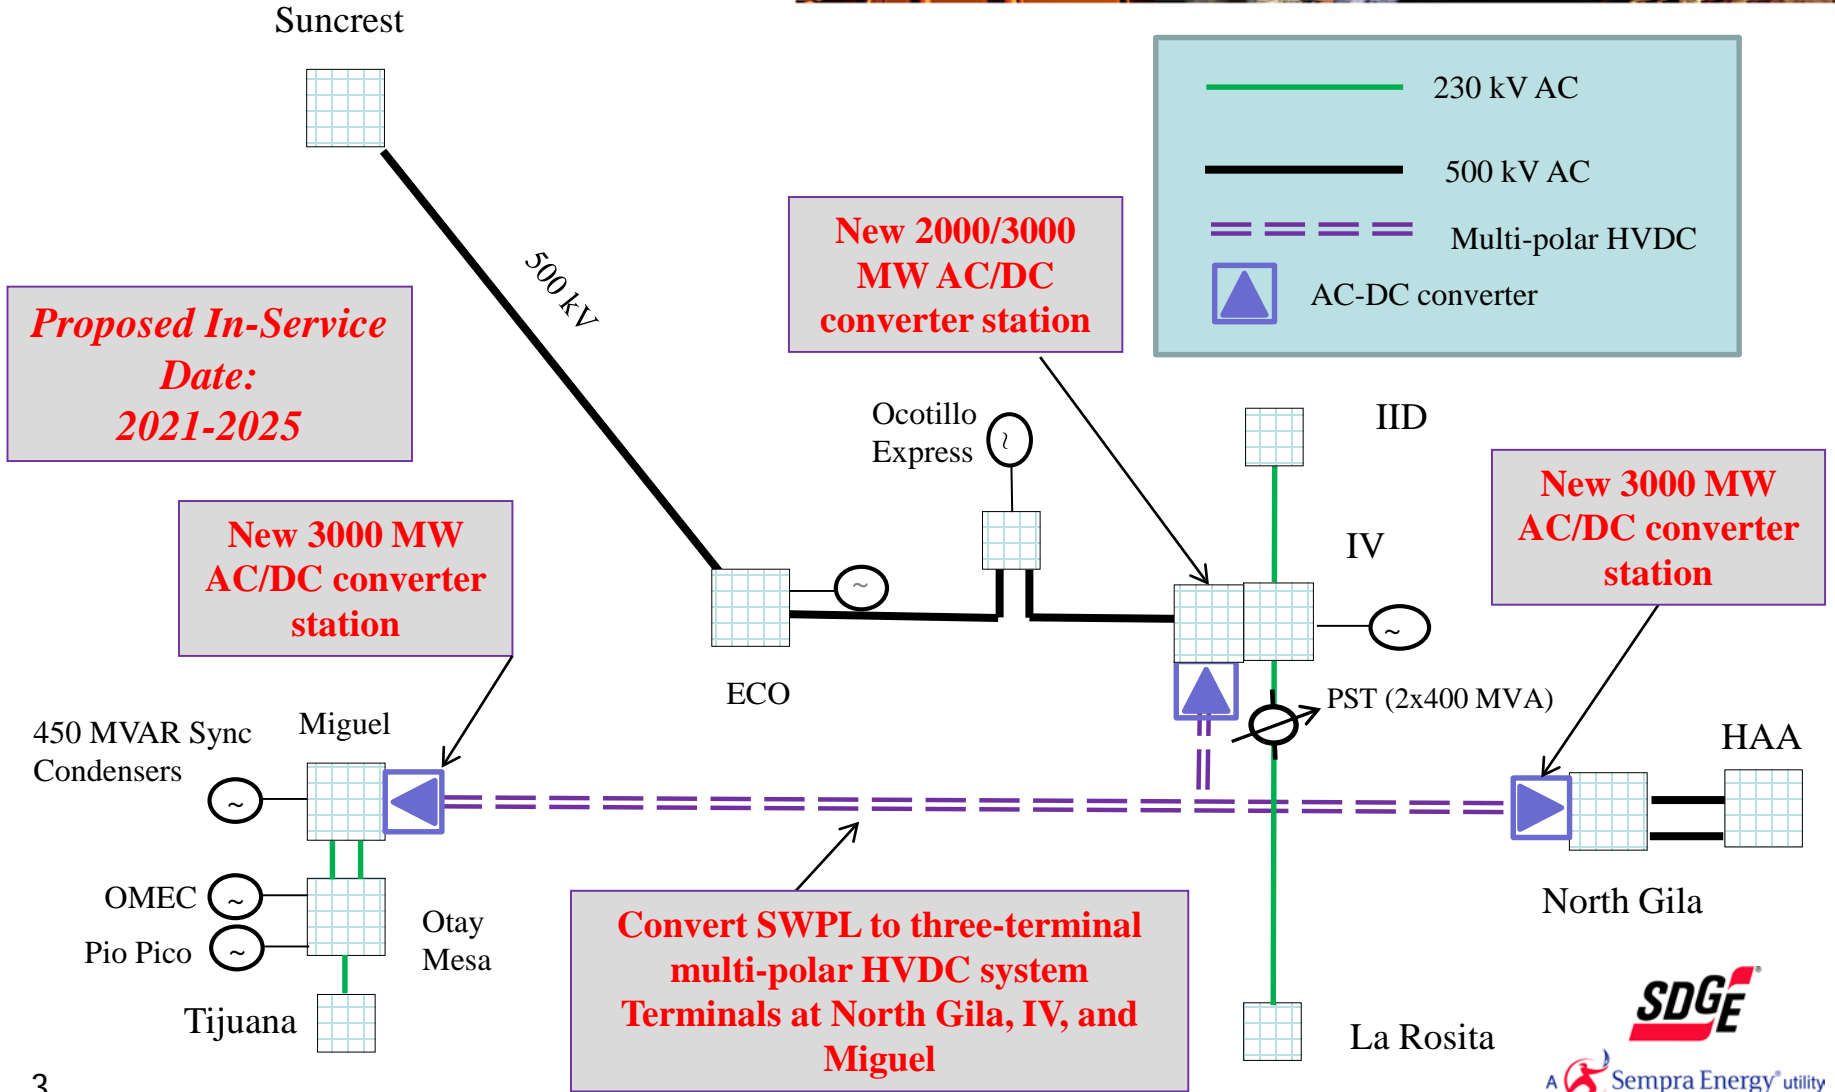 Suncrest
230 kV AC
500 kV AC
Multi-polar HVDC
AC-DC converter
New 2000/3000
MW AC/DC
converter station
500 kV
Proposed In-Service
Date:
2021-2025
Ocotillo
Express
~
IID
New 3000 MW
AC/DC converter
station
New 3000 MW
AC/DC converter
station
IV
~
~
ECO
PST (2x400 MVA)
450 MVAR Sync
Condensers
Miguel
HAA
~
OMEC
~
Pio Pico
~
Otay
Mesa
North Gila
Convert SWPL to three-terminal
multi-polar HVDC system
Terminals at North Gila, IV, and
Miguel
Tijuana
La Rosita
SDGE®
A Sempra Energy® utility
3